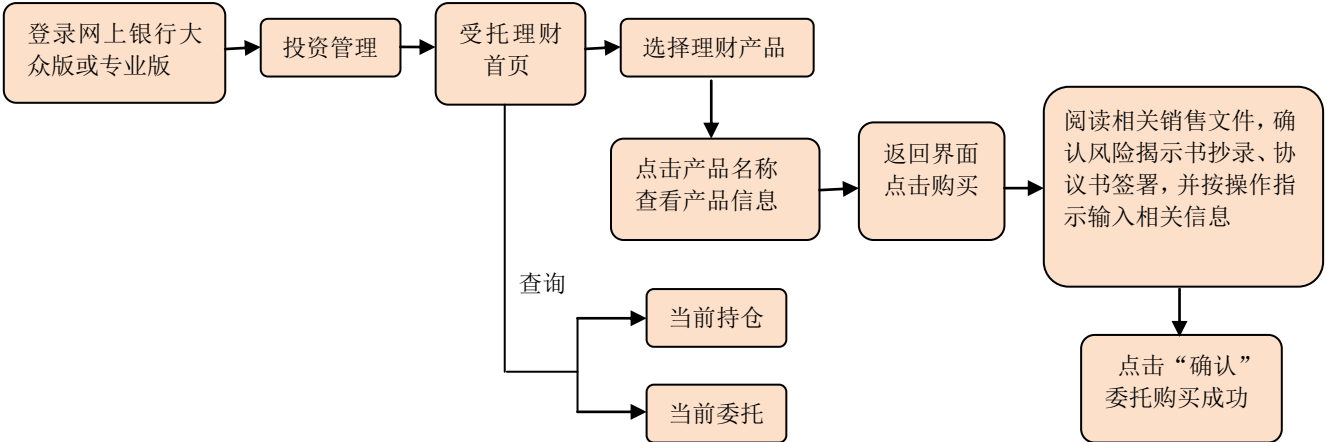 登录网上银行大
众版或专业版
投资管理
受托理财
首页
选择理财产品
点击产品名称
查看产品信息
返回界面
点击购买
阅读相关销售文件，确
认风险揭示书抄录、协
议书签署，并按操作指
示输入相关信息
查询
当前持仓
当前委托
点击“确认”
委托购买成功